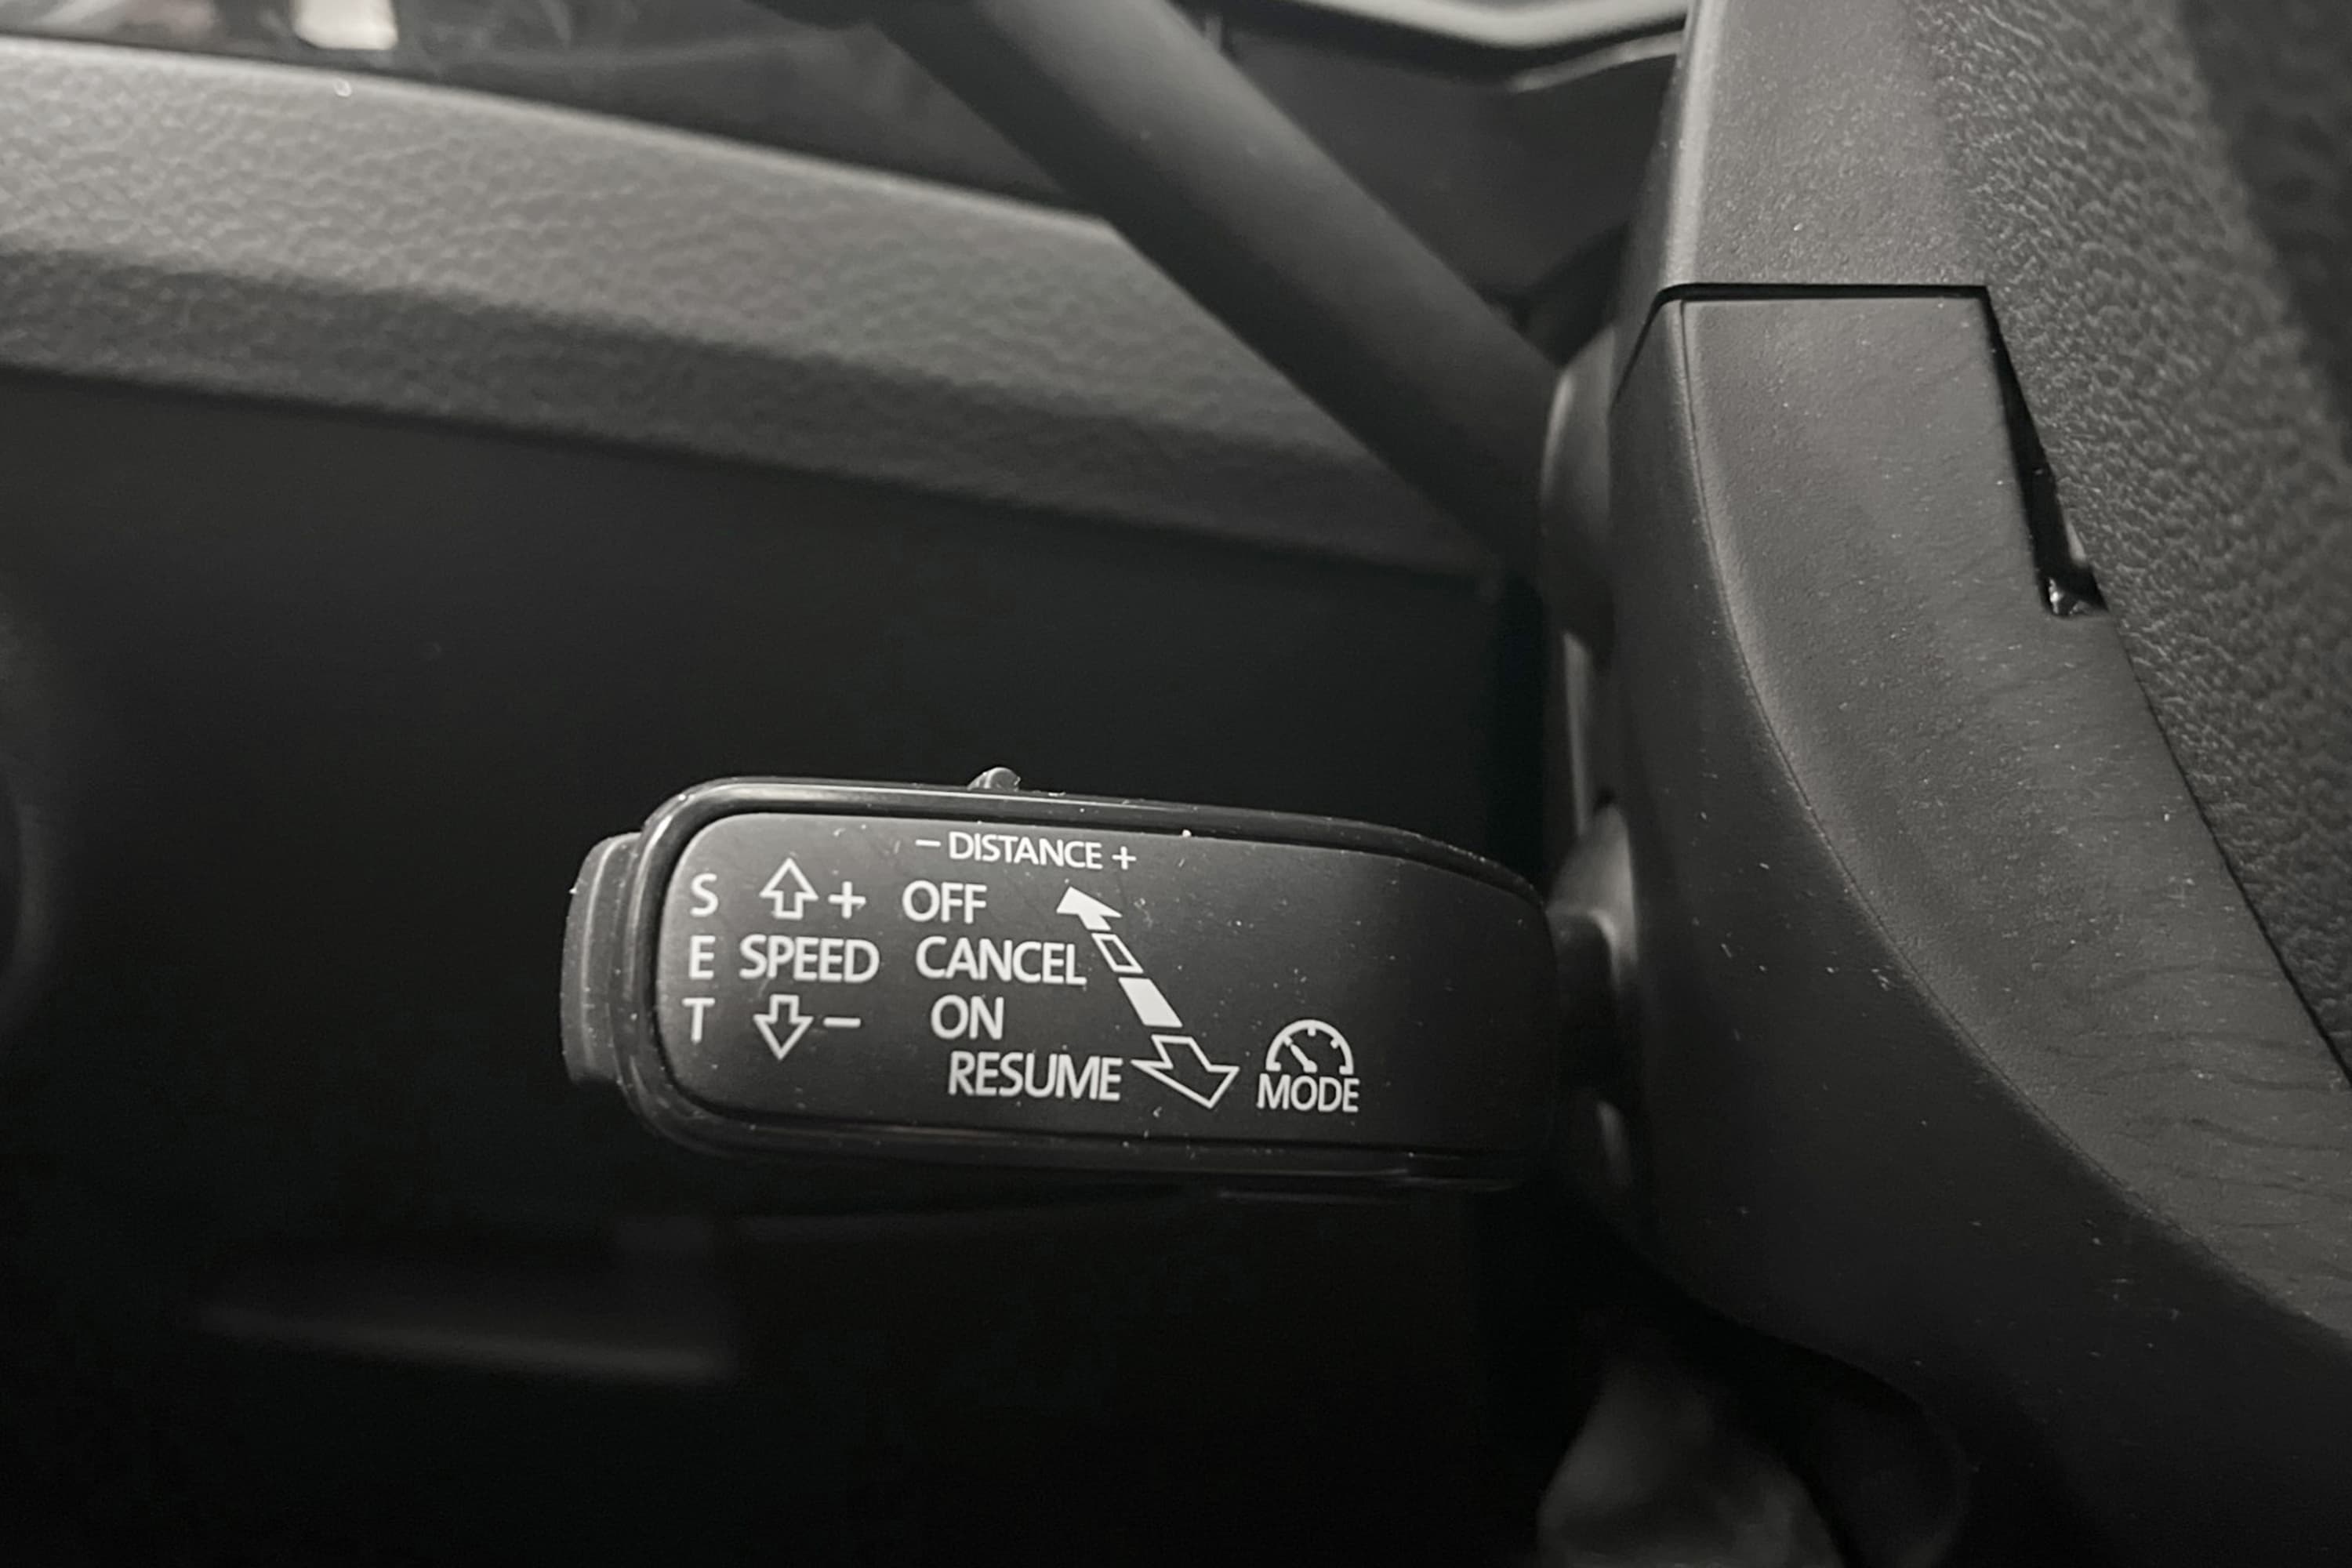 – DISTANCE +
S + OFF
E SPEED CANCEL
T – ON
RESUME
MODE